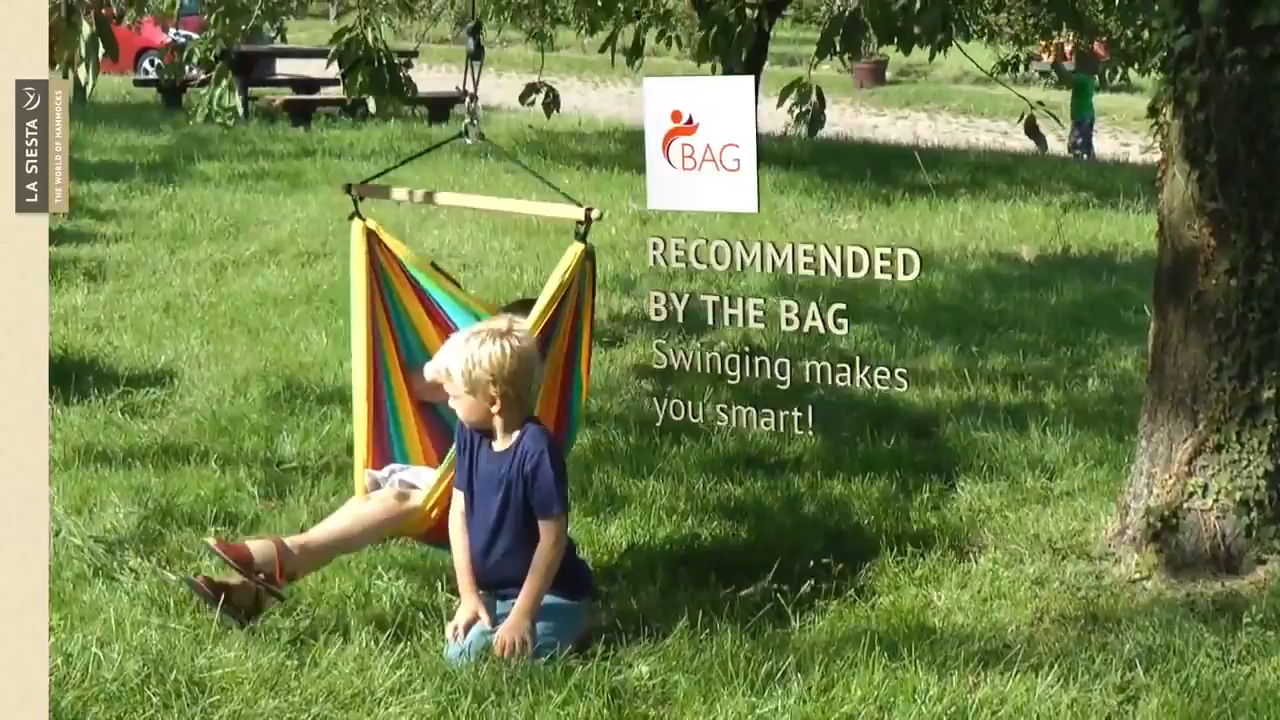 LA SIESTA
THE WORLD OF HAMMOCKS
BAG
RECOMMENDED
BY THE BAG
Swinging makes
you smart!